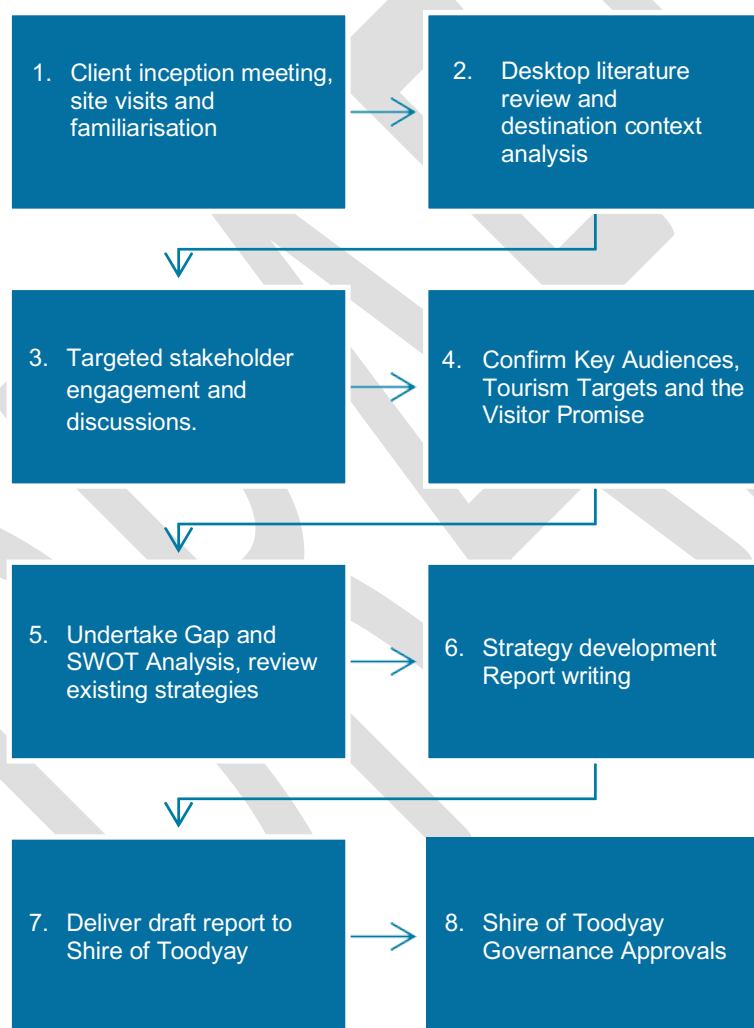 1. Client inception meeting,
site visits and
familiarisation
2. Desktop literature
review and
destination context
analysis
3. Targeted stakeholder
engagement and
discussions.
4. Confirm Key Audiences,
Tourism Targets and the
Visitor Promise
5. Undertake Gap and
SWOT Analysis, review
existing strategies
6. Strategy development
Report writing
7. Deliver draft report to
Shire of Toodyay
8. Shire of Toodyay
Governance Approvals